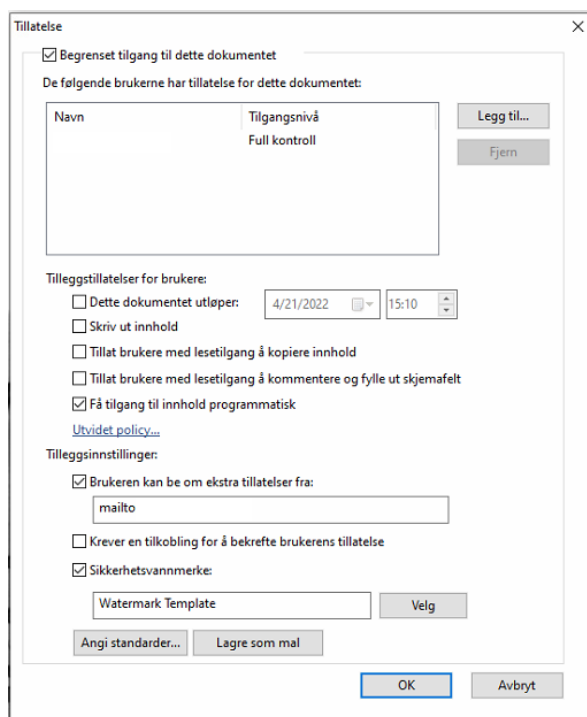 Tillatelse
Begrenset tilgang til dette dokumentet
De følgende brukerne har tillatelse for dette dokumentet:
Navn Tilgangsnivå
Full kontroll
Legg til...
Fjern
Tilleggstillatelser for brukere:
Dette dokumentet utløper: 4/21/2022 15:10
Skriv ut innhold
Tillat brukere med lesetilgang å kopiere innhold
Tillat brukere med lesetilgang å kommentere og fylle ut skjemafelt
Få tilgang til innhold programmatisk
Utvidet policy...
Tilleggsinnstillinger:
Brukeren kan be om ekstra tillatelser fra:
mailto
Krever en tilkobling for å bekrefte brukerens tillatelse
Sikkerhetsvannmerke:
Watermark Template Velg
Angi standarder... Lagre som mal
OK Avbryt